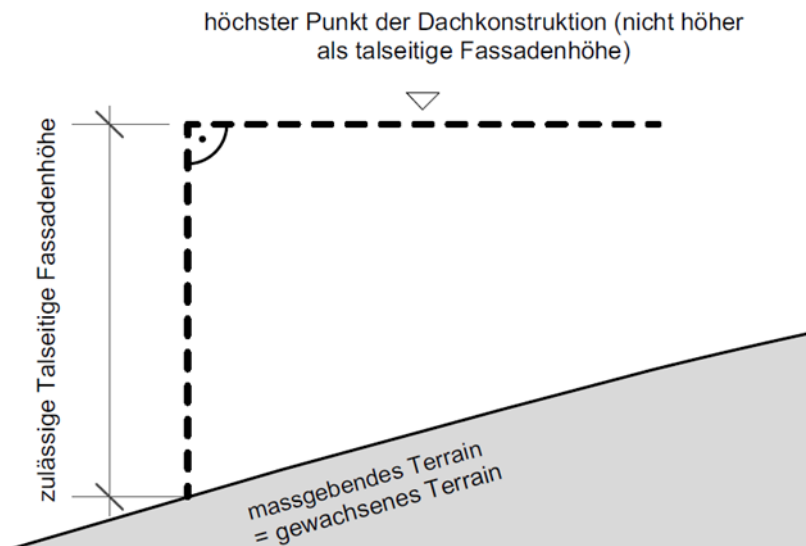 höchster Punkt der Dachkonstruktion (nicht höher
als talseitige Fassadenhöhe)
zulässige Talseitige Fassadenhöhe
massgebendes Terrain
= gewachsenes Terrain